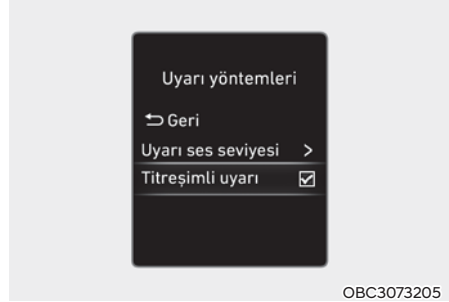 Uyarı yöntemleri
⮌ Geri
Uyarı ses seviyesi >
Titreşimli uyarı ☑
OBC3073205